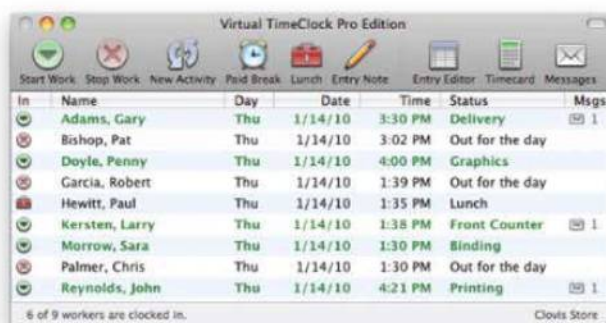 Virtual TimeClock Pro Edition
Start Work Stop Work New Activity Paid Break Lunch Entry Note Entry Editor Timecard Messages
In Name Day Date Time Status Msgs
Adams, Gary Thu 1/14/10 3:30 PM Delivery 1
Bishop, Pat Thu 1/14/10 3:02 PM Out for the day
Doyle, Penny Thu 1/14/10 4:00 PM Graphics
Garcia, Robert Thu 1/14/10 1:39 PM Out for the day
Hewitt, Paul Thu 1/14/10 1:35 PM Lunch
Kersten, Larry Thu 1/14/10 1:38 PM Front Counter 1
Morrow, Sara Thu 1/14/10 1:30 PM Binding
Palmer, Chris Thu 1/14/10 1:30 PM Out for the day
Reynolds, John Thu 1/14/10 4:21 PM Printing 1
6 of 9 workers are clocked in. Clovis Store